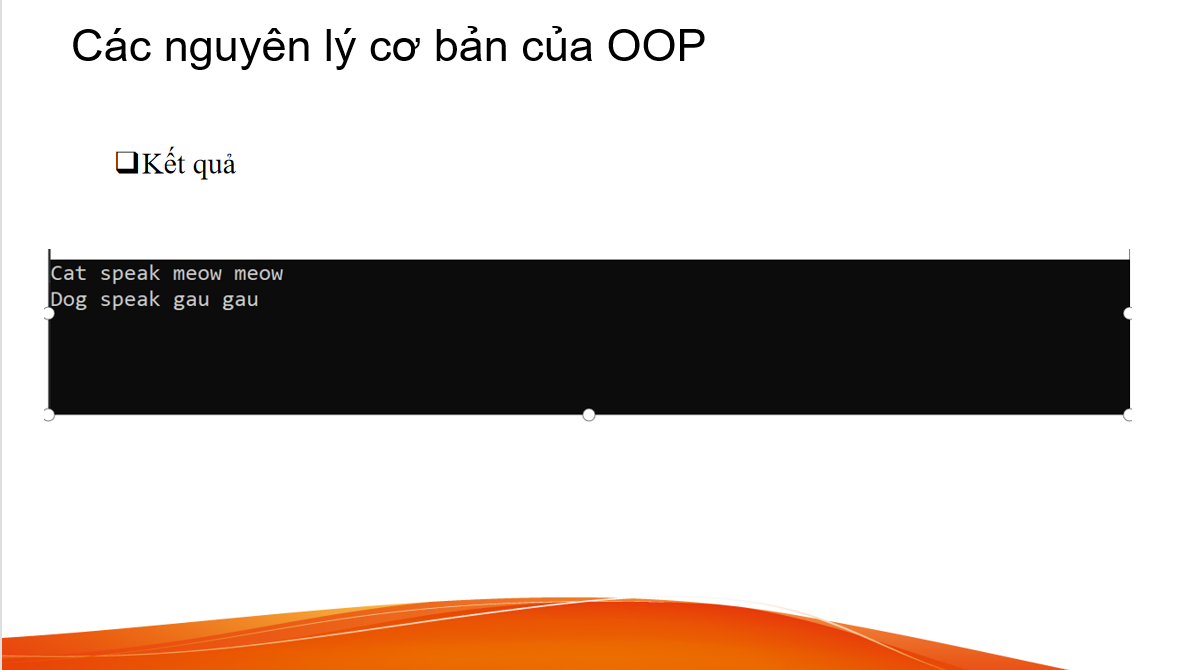 Các nguyên lý cơ bản của OOP
Kết quả
Cat speak meow meow
Dog speak gau gau